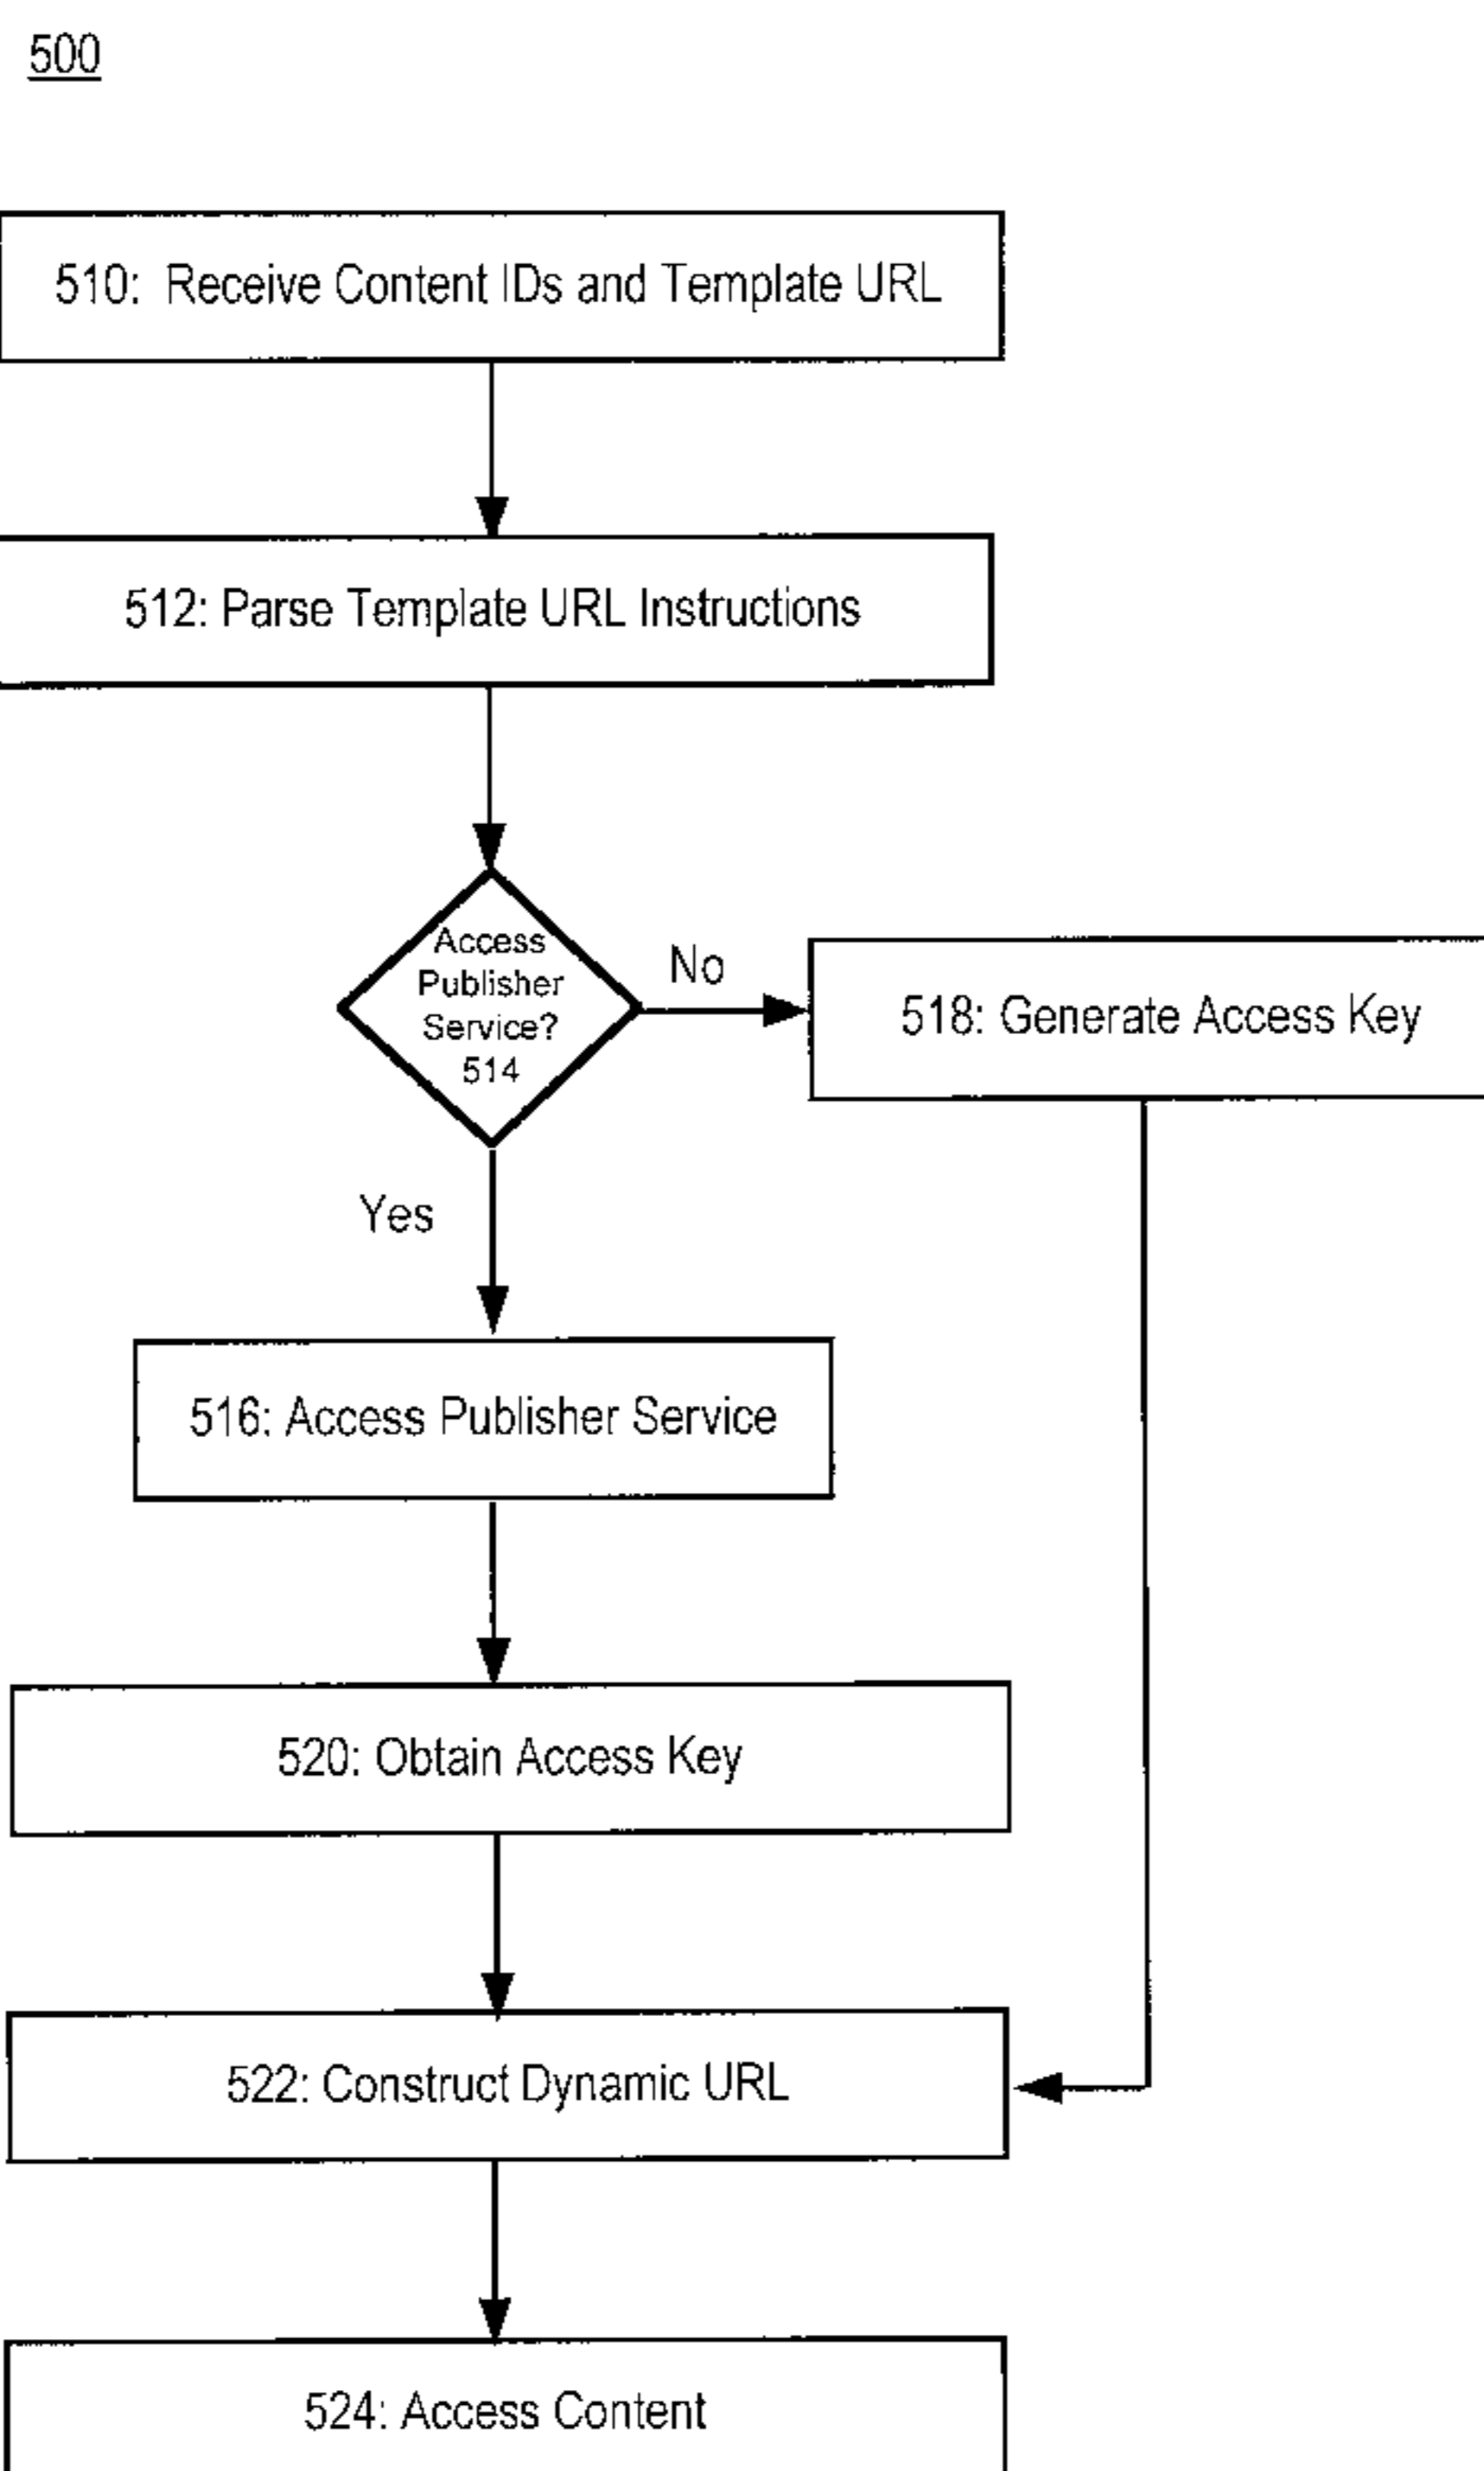 500
510: Receive Content IDs and Template URL
512: Parse Template URL Instructions
Access
Publisher
Service?
514
No
518: Generate Access Key
Yes
516: Access Publisher Service
520: Obtain Access Key
522: Construct Dynamic URL
524: Access Content